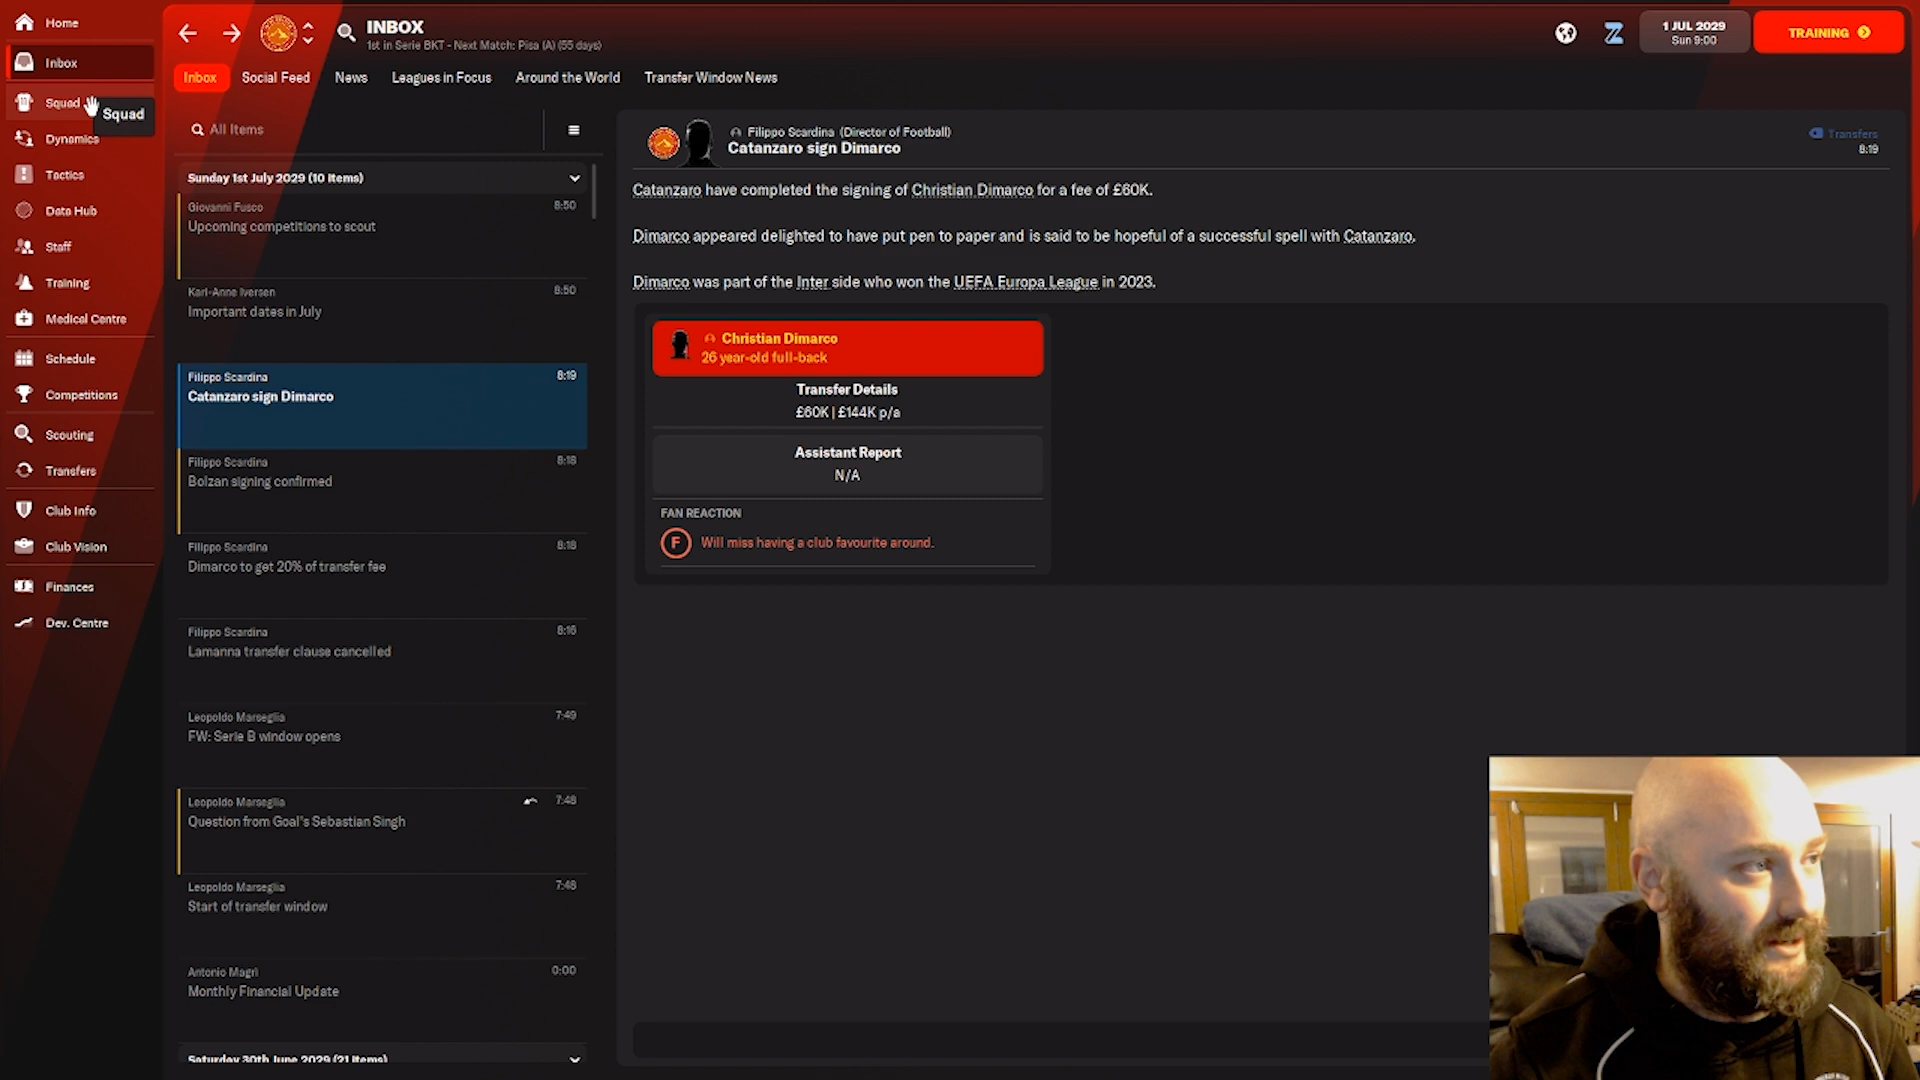 Home
Inbox
Squad
Squad
Dynamics
Tactics
Data Hub
Staff
Training
Medical Centre
Schedule
Competitions
Scouting
Transfers
Club Info
Club Vision
Finances
Dev. Centre
INBOX
1st in Serie BKT - Next Match: Pisa (A) (55 days)
1 JUL 2029
Sun 9:00
TRAINING
Inbox
Social Feed
News
Leagues in Focus
Around the World
Transfer Window News
All Items
Sunday 1st July 2029 (10 Items)
Giovanni Fusco 8:50
Upcoming competitions to scout
Karl-Anne Iversen 8:50
Important dates in July
Filippo Scardina 8:19
Catanzaro sign Dimarco
Filippo Scardina 8:18
Bolzan signing confirmed
Filippo Scardina 8:18
Dimarco to get 20% of transfer fee
Filippo Scardina 8:16
Lamanna transfer clause cancelled
Leopoldo Marseglia 7:49
FW: Serie B window opens
Leopoldo Marseglia 7:48
Question from Goal's Sebastian Singh
Leopoldo Marseglia 7:48
Start of transfer window
Antonio Magrì 0:00
Monthly Financial Update
Saturday 30th June 2029 (21 Items)
Filippo Scardina (Director of Football)
Catanzaro sign Dimarco
Transfers
8:19
Catanzaro have completed the signing of Christian Dimarco for a fee of £60K.
Dimarco appeared delighted to have put pen to paper and is said to be hopeful of a successful spell with Catanzaro.
Dimarco was part of the Inter side who won the UEFA Europa League in 2023.
Christian Dimarco
26 year-old full-back
Transfer Details
£60K | £144K p/a
Assistant Report
N/A
FAN REACTION
F Will miss having a club favourite around.